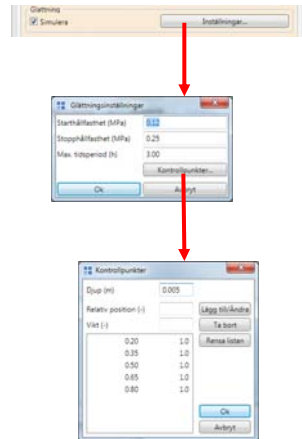 Glättning
Simulera Inställningar...
Glättningsinställningar
Starthållfasthet (MPa) 0.12
Stopphållfasthet (MPa) 0.25
Max. tidsperiod (h) 3.00
Kontrollpunkter...
Ok Avbryt
Kontrollpunkter
Djup (m) 0.005
Relativ position (-) Lägg till/Ändra
Vikt (-) Ta bort
0.20 1.0 Rensa listan
0.35 1.0
0.50 1.0
0.65 1.0
0.80 1.0
Ok
Avbryt